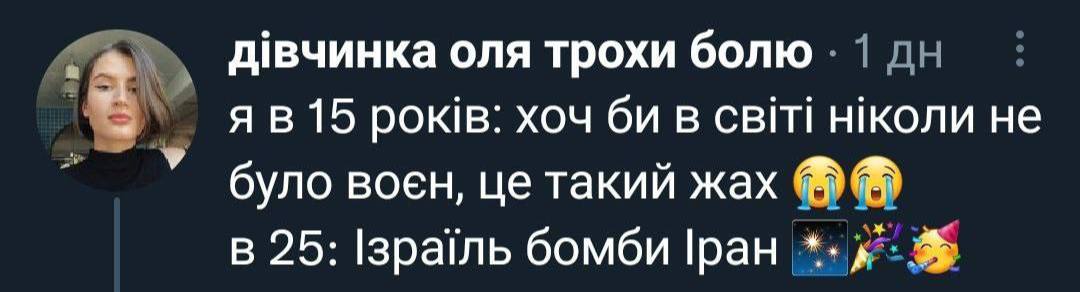 дівчинка оля трохи болю · 1 дн
я в 15 років: хоч би в світі ніколи не
було воєн, це такий жах 😭😭
в 25: Ізраїль бомби Іран 🎇🎉🥳